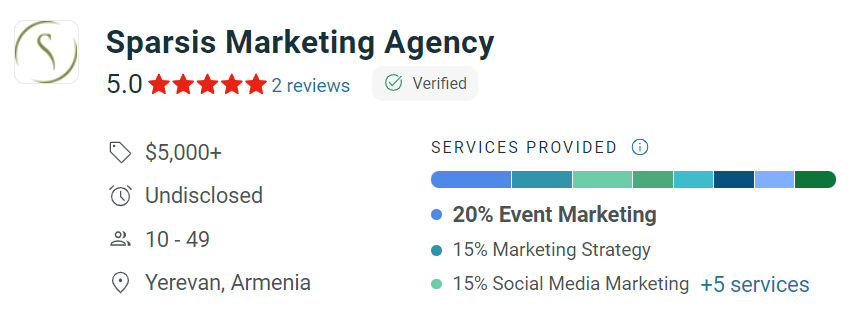 Sparsis Marketing Agency
5.0 2 reviews Verified
$5,000+
Undisclosed
10 - 49
Yerevan, Armenia
SERVICES PROVIDED
20% Event Marketing
15% Marketing Strategy
15% Social Media Marketing +5 services